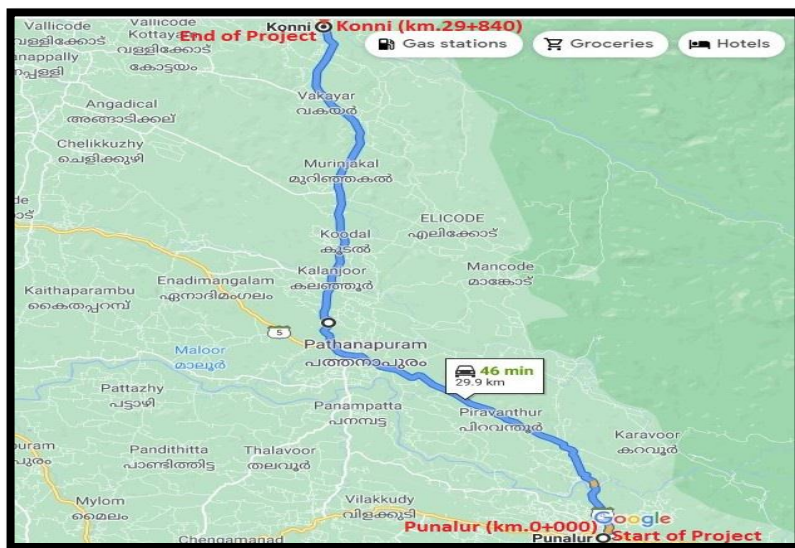 Vallicode
വള്ളിക്കോട്
Vallicode
Kottayam
വള്ളിക്കോട്
കോട്ടയം
Konni
Konni (km.29+840)
End of Project
Gas stations
Groceries
Hotels
Angadical
അങ്ങാടിക്കല്
Vakayar
വകയർ
Chelikkuzhy
ചെളിക്കുഴി
Murinjakal
മുറിഞ്ഞകൽ
ELICODE
എലിക്കോട്
Koodal
കൂടൽ
Mancode
മാങ്കോട്
Kalanjoor
കലഞ്ഞൂർ
Enadimangalam
ഏനാദിമംഗലം
Kaithaparambu
കൈതപ്പറമ്പ്
5
Maloor
മാലൂർ
Pathanapuram
പത്തനാപുരം
46 min
29.9 km
Pattazhy
പട്ടാഴി
Panampatta
പനമ്പട്ട
Piravanthur
പിറവന്തൂർ
Karavoor
കറവൂർ
Pandithitta
പാണ്ടിത്തിട്ട
Thalavoor
തലവൂർ
Mylom
മൈലം
Vilakkudy
വിളക്കുടി
Google
Punalur (km.0+000)
Punalur
Start of Project
Chengamanad